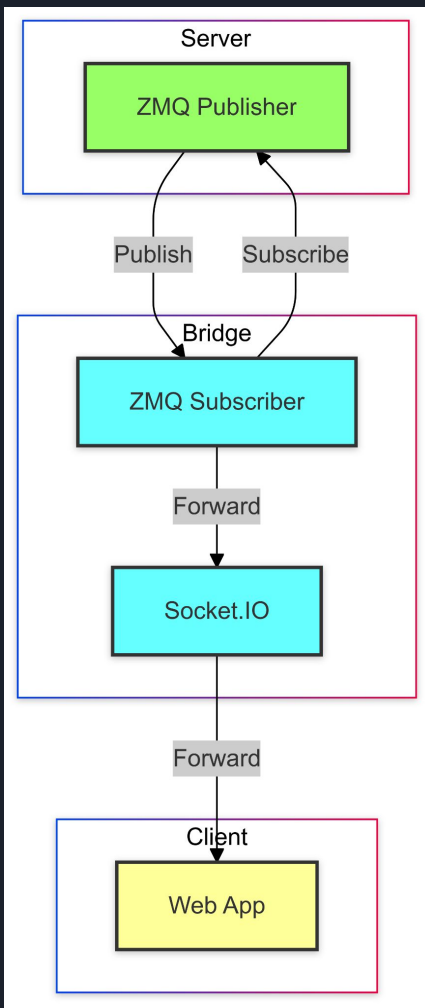 Server
ZMQ Publisher
Publish
Subscribe
Bridge
ZMQ Subscriber
Forward
Socket.IO
Forward
Client
Web App